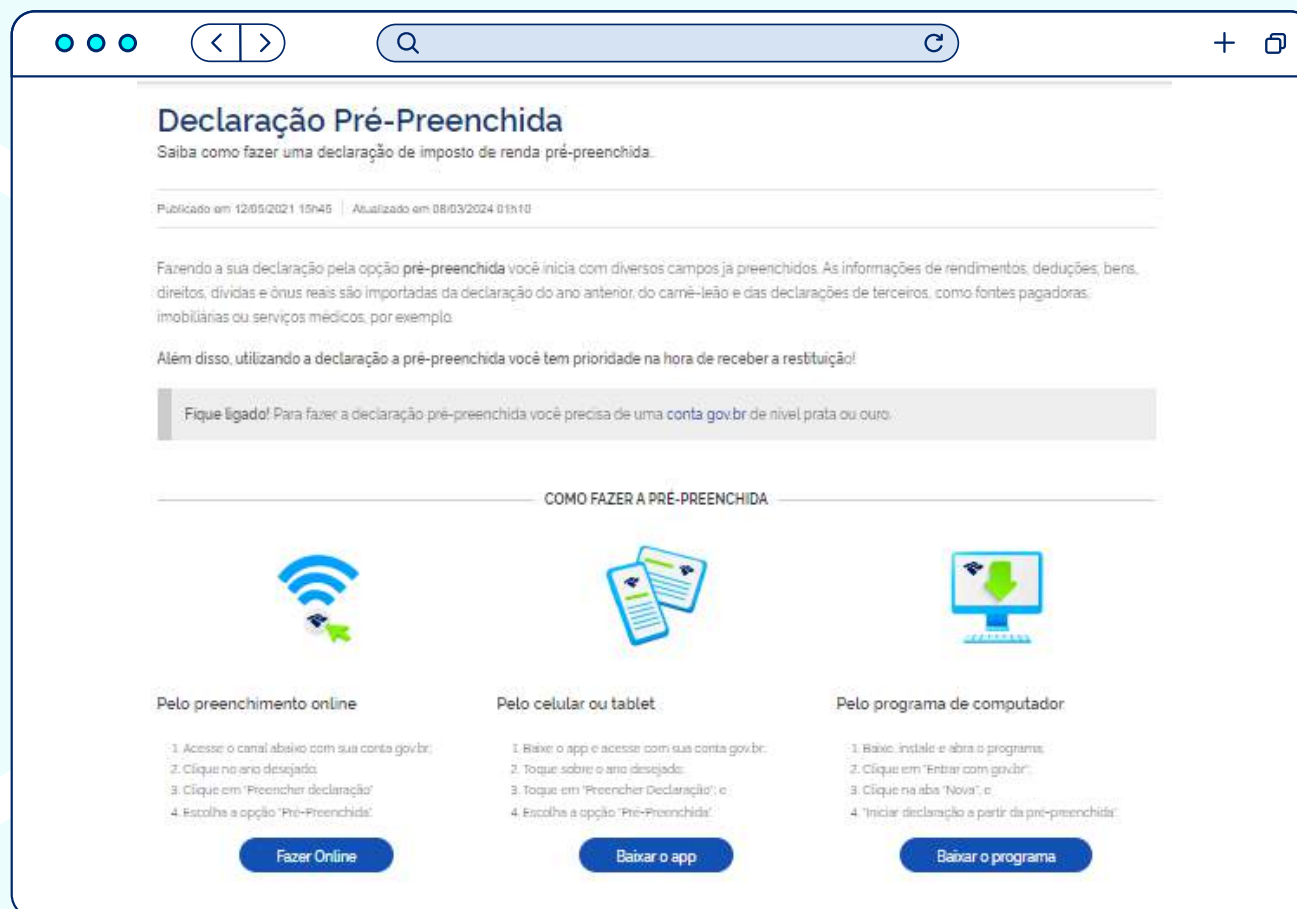 Declaração Pré-Preenchida
Saiba como fazer uma declaração de imposto de renda pré-preenchida.
Publicado em 12/05/2021 15h45 | Atualizado em 08/03/2024 01h10
Fazendo a sua declaração pela opção pré-preenchida você inicia com diversos campos já preenchidos. As informações de rendimentos, deduções, bens,
direitos, dívidas e ônus reais são importadas da declaração do ano anterior, do carnê-leão e das declarações de terceiros, como fontes pagadoras,
imobiliárias ou serviços médicos, por exemplo.
Além disso, utilizando a declaração a pré-preenchida você tem prioridade na hora de receber a restituição!
Fique ligado! Para fazer a declaração pré-preenchida você precisa de uma conta gov.br de nível prata ou ouro.
COMO FAZER A PRÉ-PREENCHIDA
Pelo preenchimento online
1. Acesse o canal abaixo com sua conta gov.br;
2. Clique no ano desejado;
3. Clique em "Preencher declaração"
4. Escolha a opção "Pré-Preenchida".
Fazer Online
Pelo celular ou tablet
1. Baixe o app e acesse com sua conta gov.br;
2. Toque sobre o ano desejado;
3. Toque em "Preencher Declaração"; e
4. Escolha a opção "Pré-Preenchida".
Baixar o app
Pelo programa de computador
1. Baixe, instale e abra o programa;
2. Clique em "Entrar com gov.br";
3. Clique na aba "Nova"; e
4. "Iniciar declaração a partir da pré-preenchida".
Baixar o programa